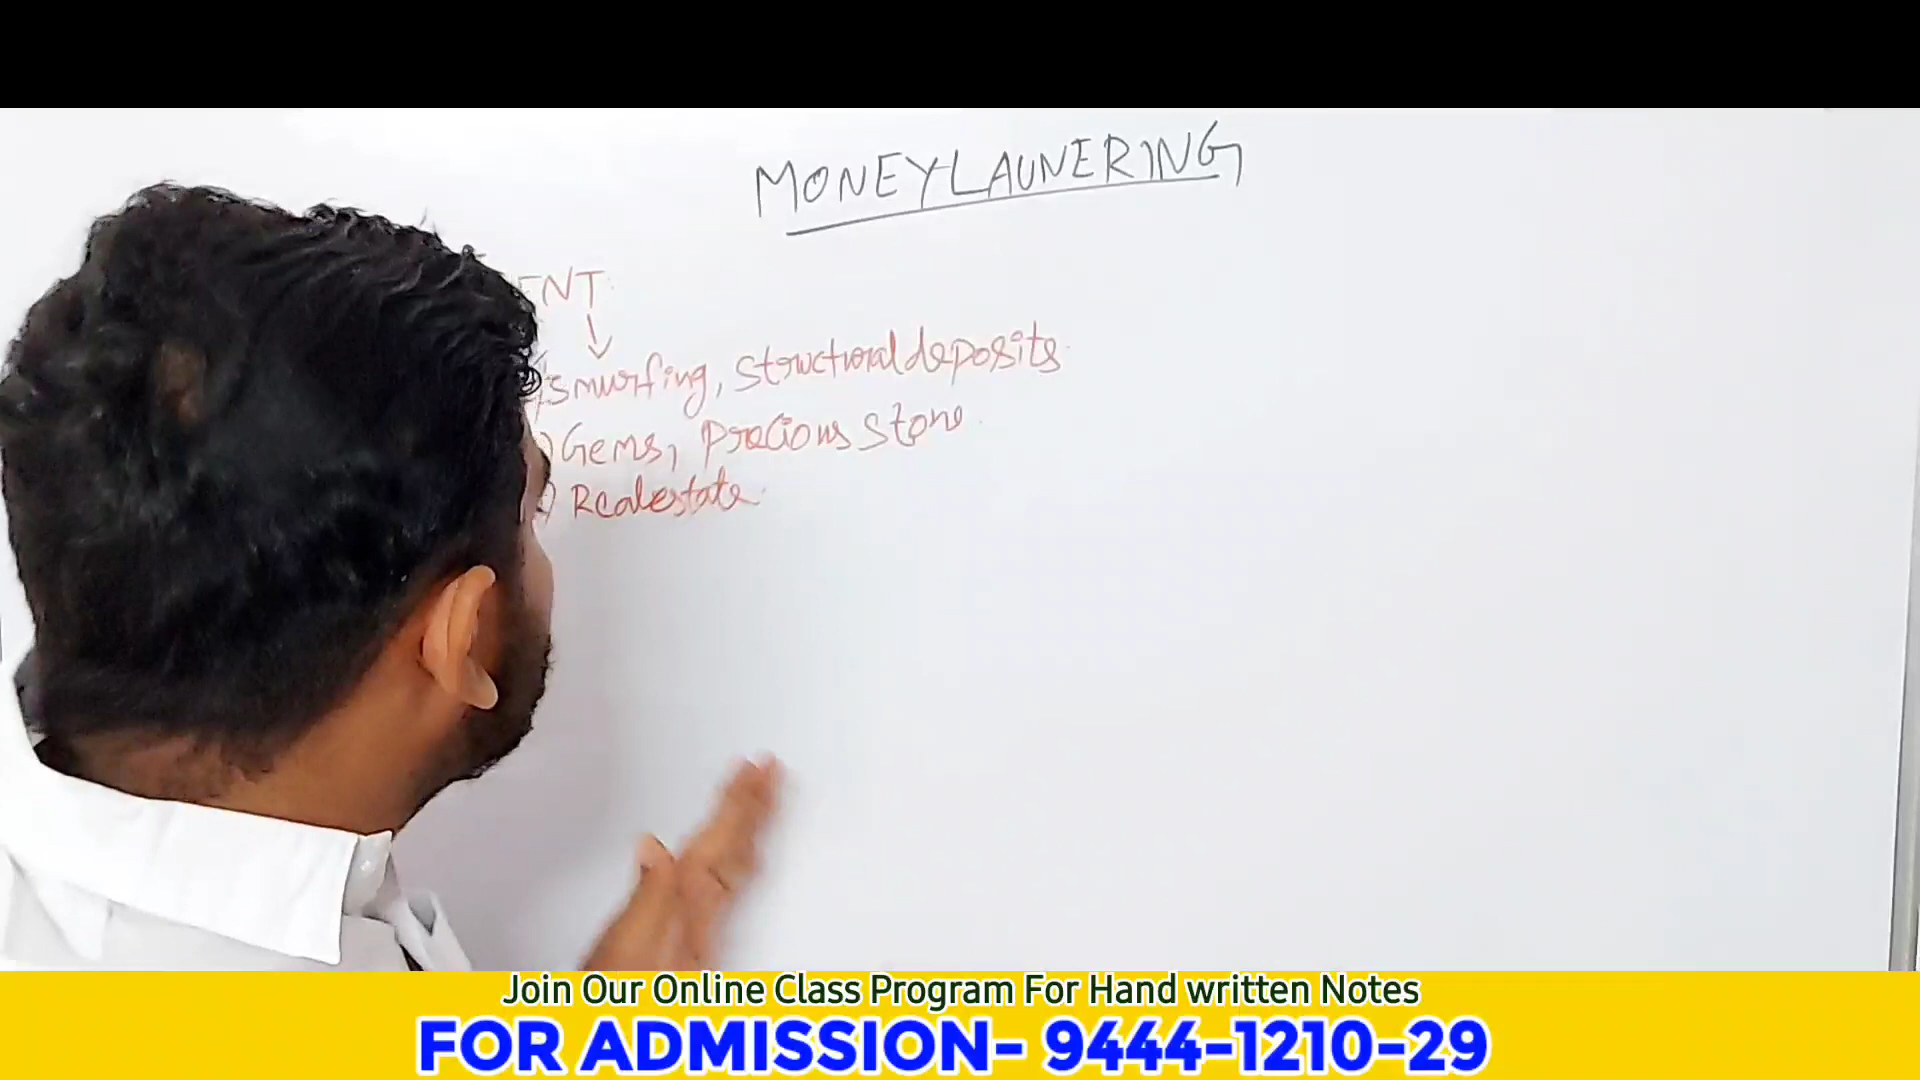 MONEYLAUNERING
ENT
smurfing, structural deposits
Gems, Precious stone
Realestate
Join Our Online Class Program For Hand written Notes
FOR ADMISSION- 9444-1210-29